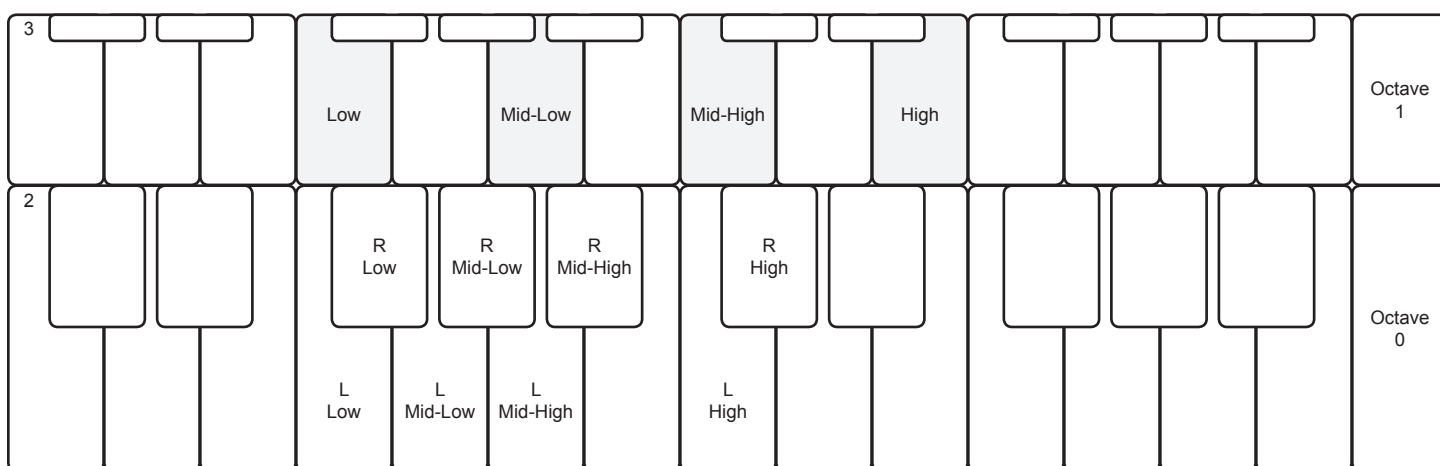 3
Low
Mid-Low
Mid-High
High
Octave
1
2
R
Low
R
Mid-Low
R
Mid-High
R
High
Octave
0
L
Low
L
Mid-Low
L
Mid-High
L
High